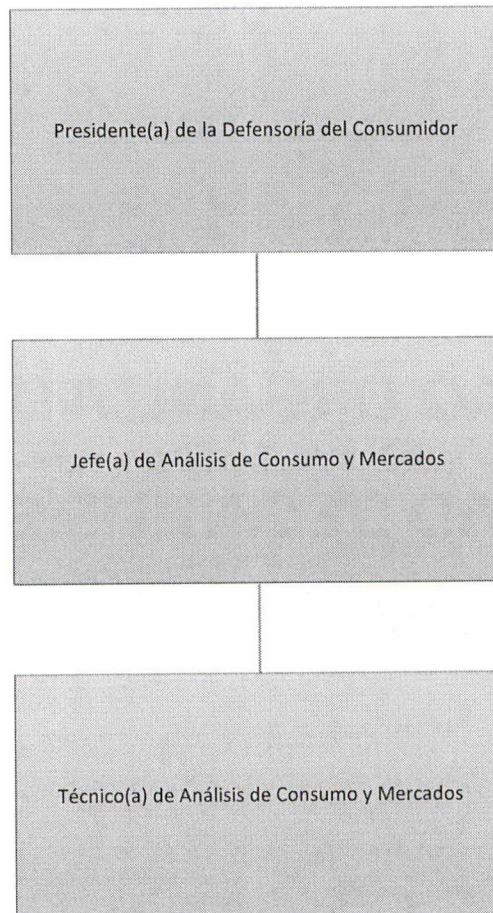 Presidente(a) de la Defensoría del Consumidor
Jefe(a) de Análisis de Consumo y Mercados
Técnico(a) de Análisis de Consumo y Mercados